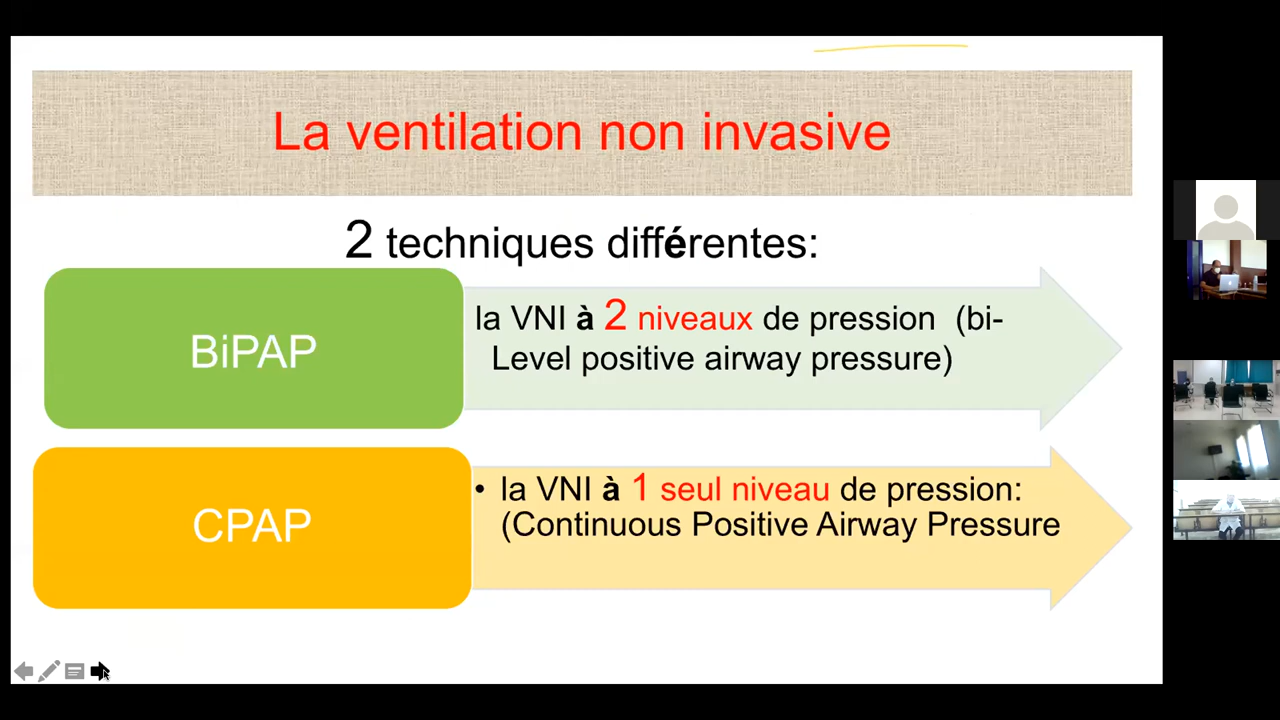 La ventilation non invasive
2 techniques différentes:
BiPAP
la VNI à 2 niveaux de pression (bi-
Level positive airway pressure)
CPAP
• la VNI à 1 seul niveau de pression:
(Continuous Positive Airway Pressure